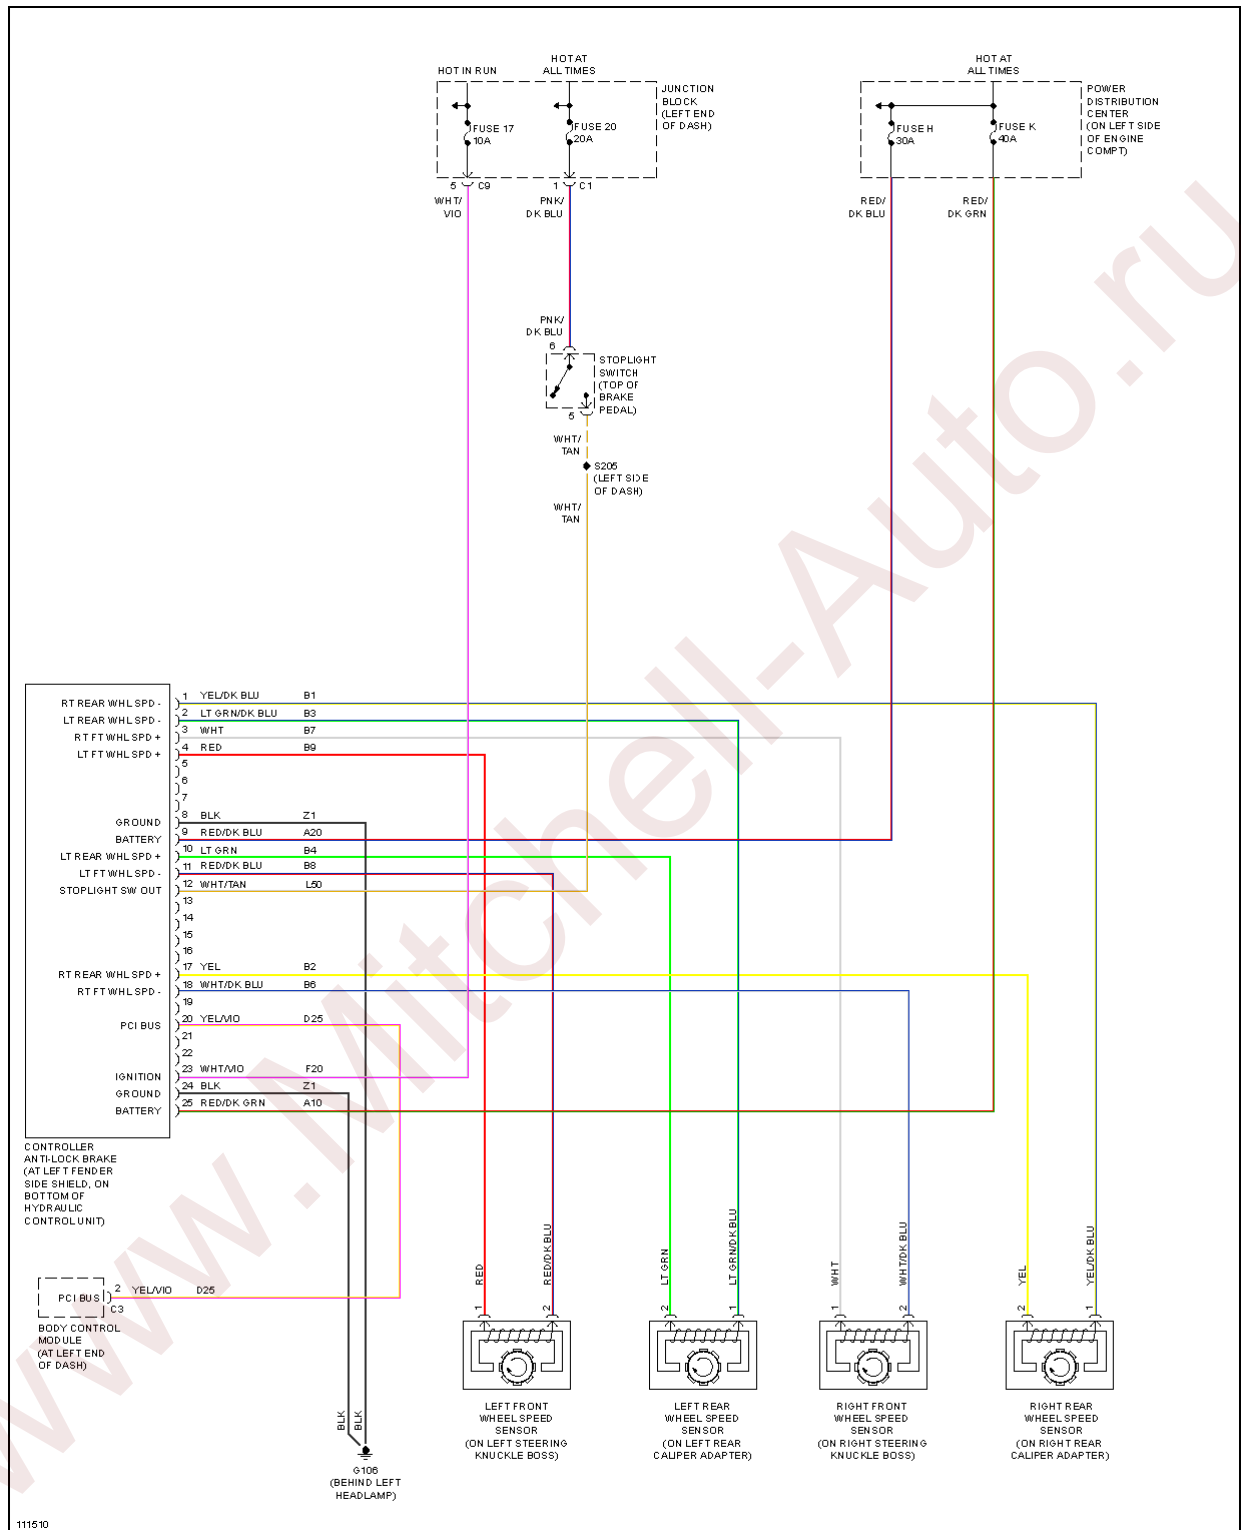 HOT IN RUN
HOT AT
ALL TIMES
HOT AT
ALL TIMES
JUNCTION
BLOCK
(LEFT END
OF DASH)
POWER
DISTRIBUTION
CENTER
(ON LEFT SIDE
OF ENGINE
COMPT)
FUSE 17
10A
FUSE 20
20A
FUSE H
30A
FUSE K
40A
5 C9
1 C1
WHT/
VIO
PNK/
DK BLU
RED/
DK BLU
RED/
DK GRN
PNK/
DK BLU
6
STOPLIGHT
SWITCH
(TOP OF
BRAKE
PEDAL)
5
WHT/
TAN
S205
(LEFT SIDE
OF DASH)
WHT/
TAN
RT REAR WHL SPD - 1 YEL/DK BLU B1
LT REAR WHL SPD - 2 LT GRN/DK BLU B3
RT FT WHL SPD + 3 WHT B7
LT FT WHL SPD + 4 RED B9
5
6
7
GROUND 8 BLK Z1
BATTERY 9 RED/DK BLU A20
LT REAR WHL SPD + 10 LT GRN B4
LT FT WHL SPD - 11 RED/DK BLU B8
STOPLIGHT SW OUT 12 WHT/TAN L50
13
14
15
16
RT REAR WHL SPD + 17 YEL B2
RT FT WHL SPD - 18 WHT/DK BLU B6
19
PCI BUS 20 YEL/VIO D25
21
22
IGNITION 23 WHT/VIO F20
GROUND 24 BLK Z1
BATTERY 25 RED/DK GRN A10
CONTROLLER
ANTI-LOCK BRAKE
(AT LEFT FENDER
SIDE SHIELD, ON
BOTTOM OF
HYDRAULIC
CONTROL UNIT)
PCI BUS 2 YEL/VIO D25
C3
BODY CONTROL
MODULE
(AT LEFT END
OF DASH)
RED
RED/DK BLU
LT GRN
LT GRN/DK BLU
WHT
WHT/DK BLU
YEL
YEL/DK BLU
1 2 2 1 1 2 2 1
LEFT FRONT
WHEEL SPEED
SENSOR
(ON LEFT STEERING
KNUCKLE BOSS)
LEFT REAR
WHEEL SPEED
SENSOR
(ON LEFT REAR
CALIPER ADAPTER)
RIGHT FRONT
WHEEL SPEED
SENSOR
(ON RIGHT STEERING
KNUCKLE BOSS)
RIGHT REAR
WHEEL SPEED
SENSOR
(ON RIGHT REAR
CALIPER ADAPTER)
BLK
BLK
G106
(BEHIND LEFT
HEADLAMP)
111510
www.Mitchell-Auto.ru